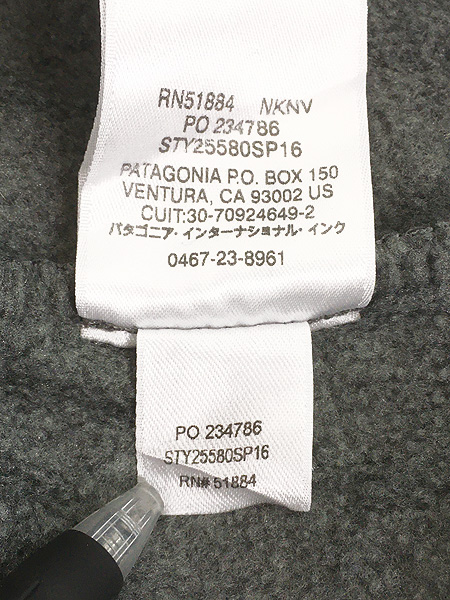 RN51884 NKNV
PO 234786
STY25580SP16
PATAGONIA P.O. BOX 150
VENTURA, CA 93002 US
CUIT:30-70924649-2
パタゴニア・インターナショナル・インク
0467-23-8961
PO 234786
STY25580SP16
RN# 51884